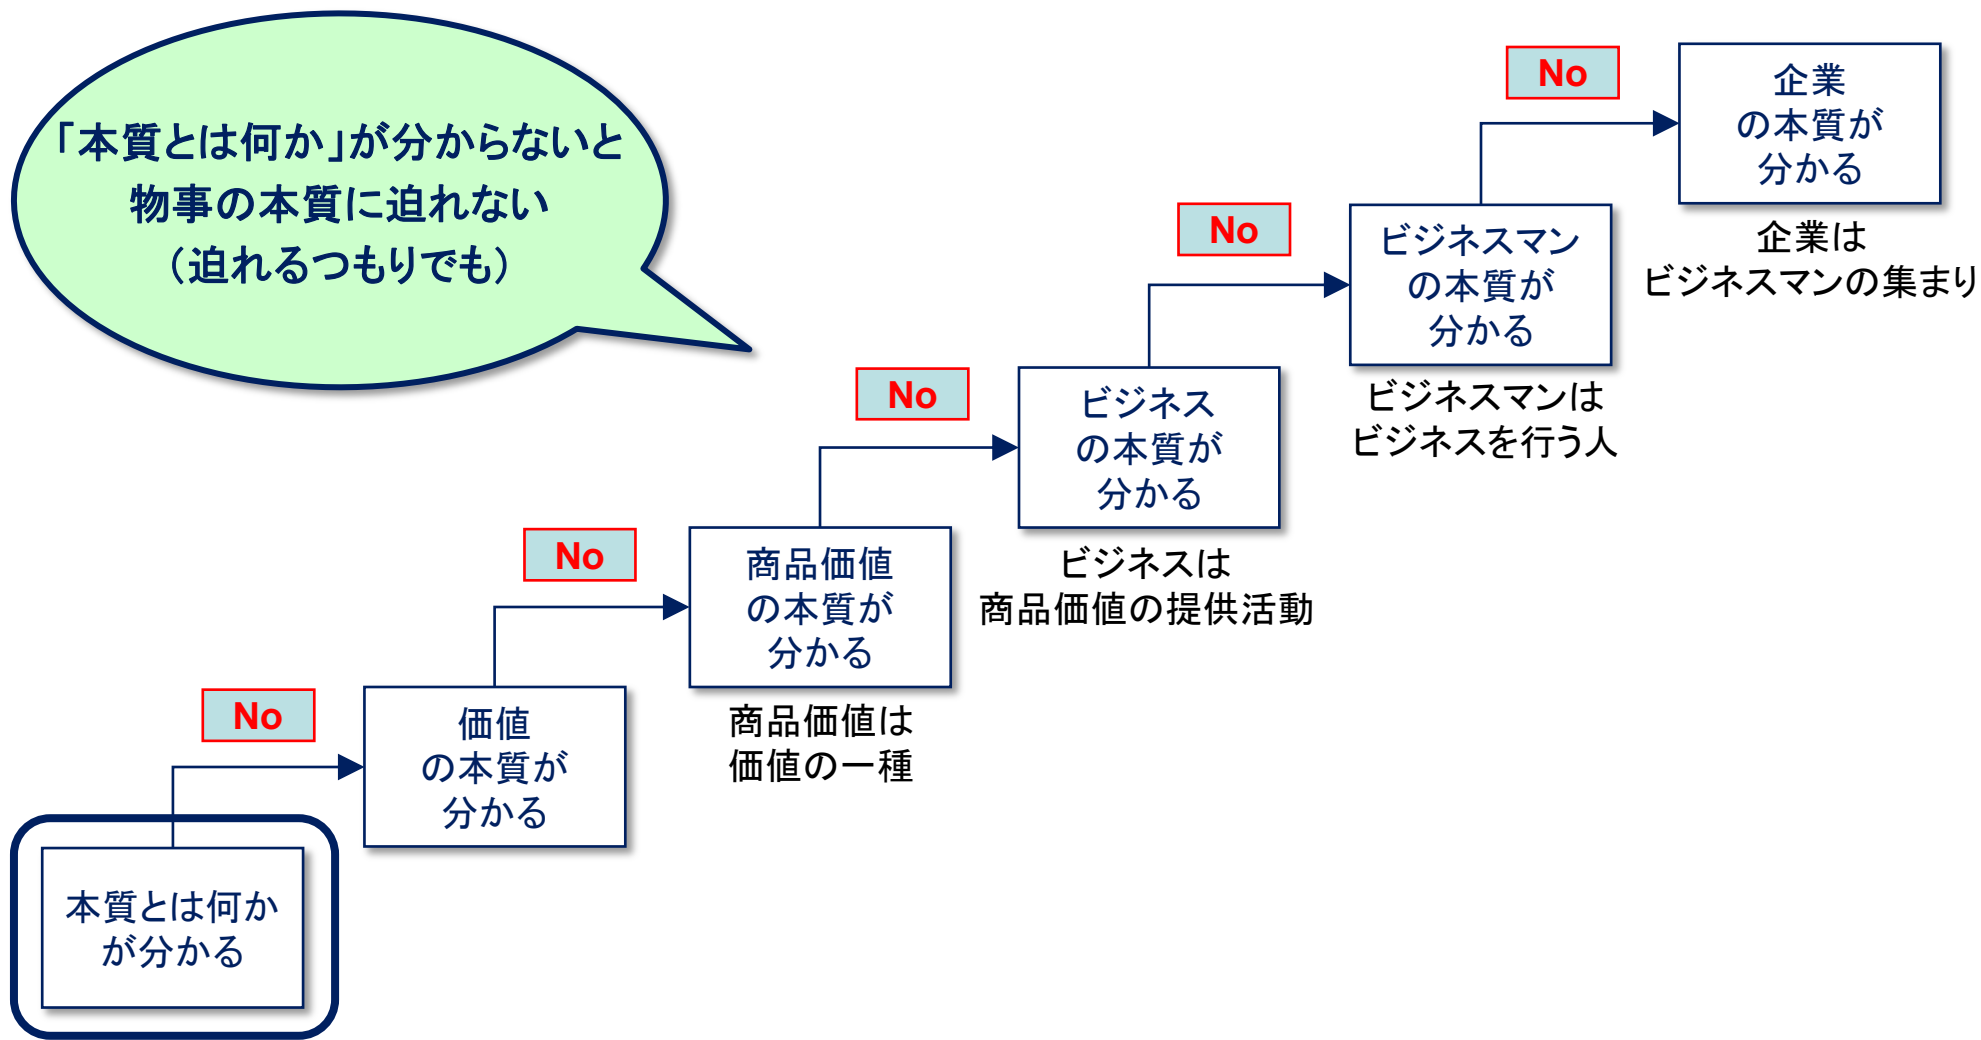 「本質とは何か」が分からないと
物事の本質に迫れない
（迫れるつもりでも）
No
企業
の本質が
分かる
企業は
ビジネスマンの集まり
No
ビジネスマン
の本質が
分かる
ビジネスマンは
ビジネスを行う人
No
ビジネス
の本質が
分かる
ビジネスは
商品価値の提供活動
No
商品価値
の本質が
分かる
商品価値は
価値の一種
No
価値
の本質が
分かる
本質とは何か
が分かる